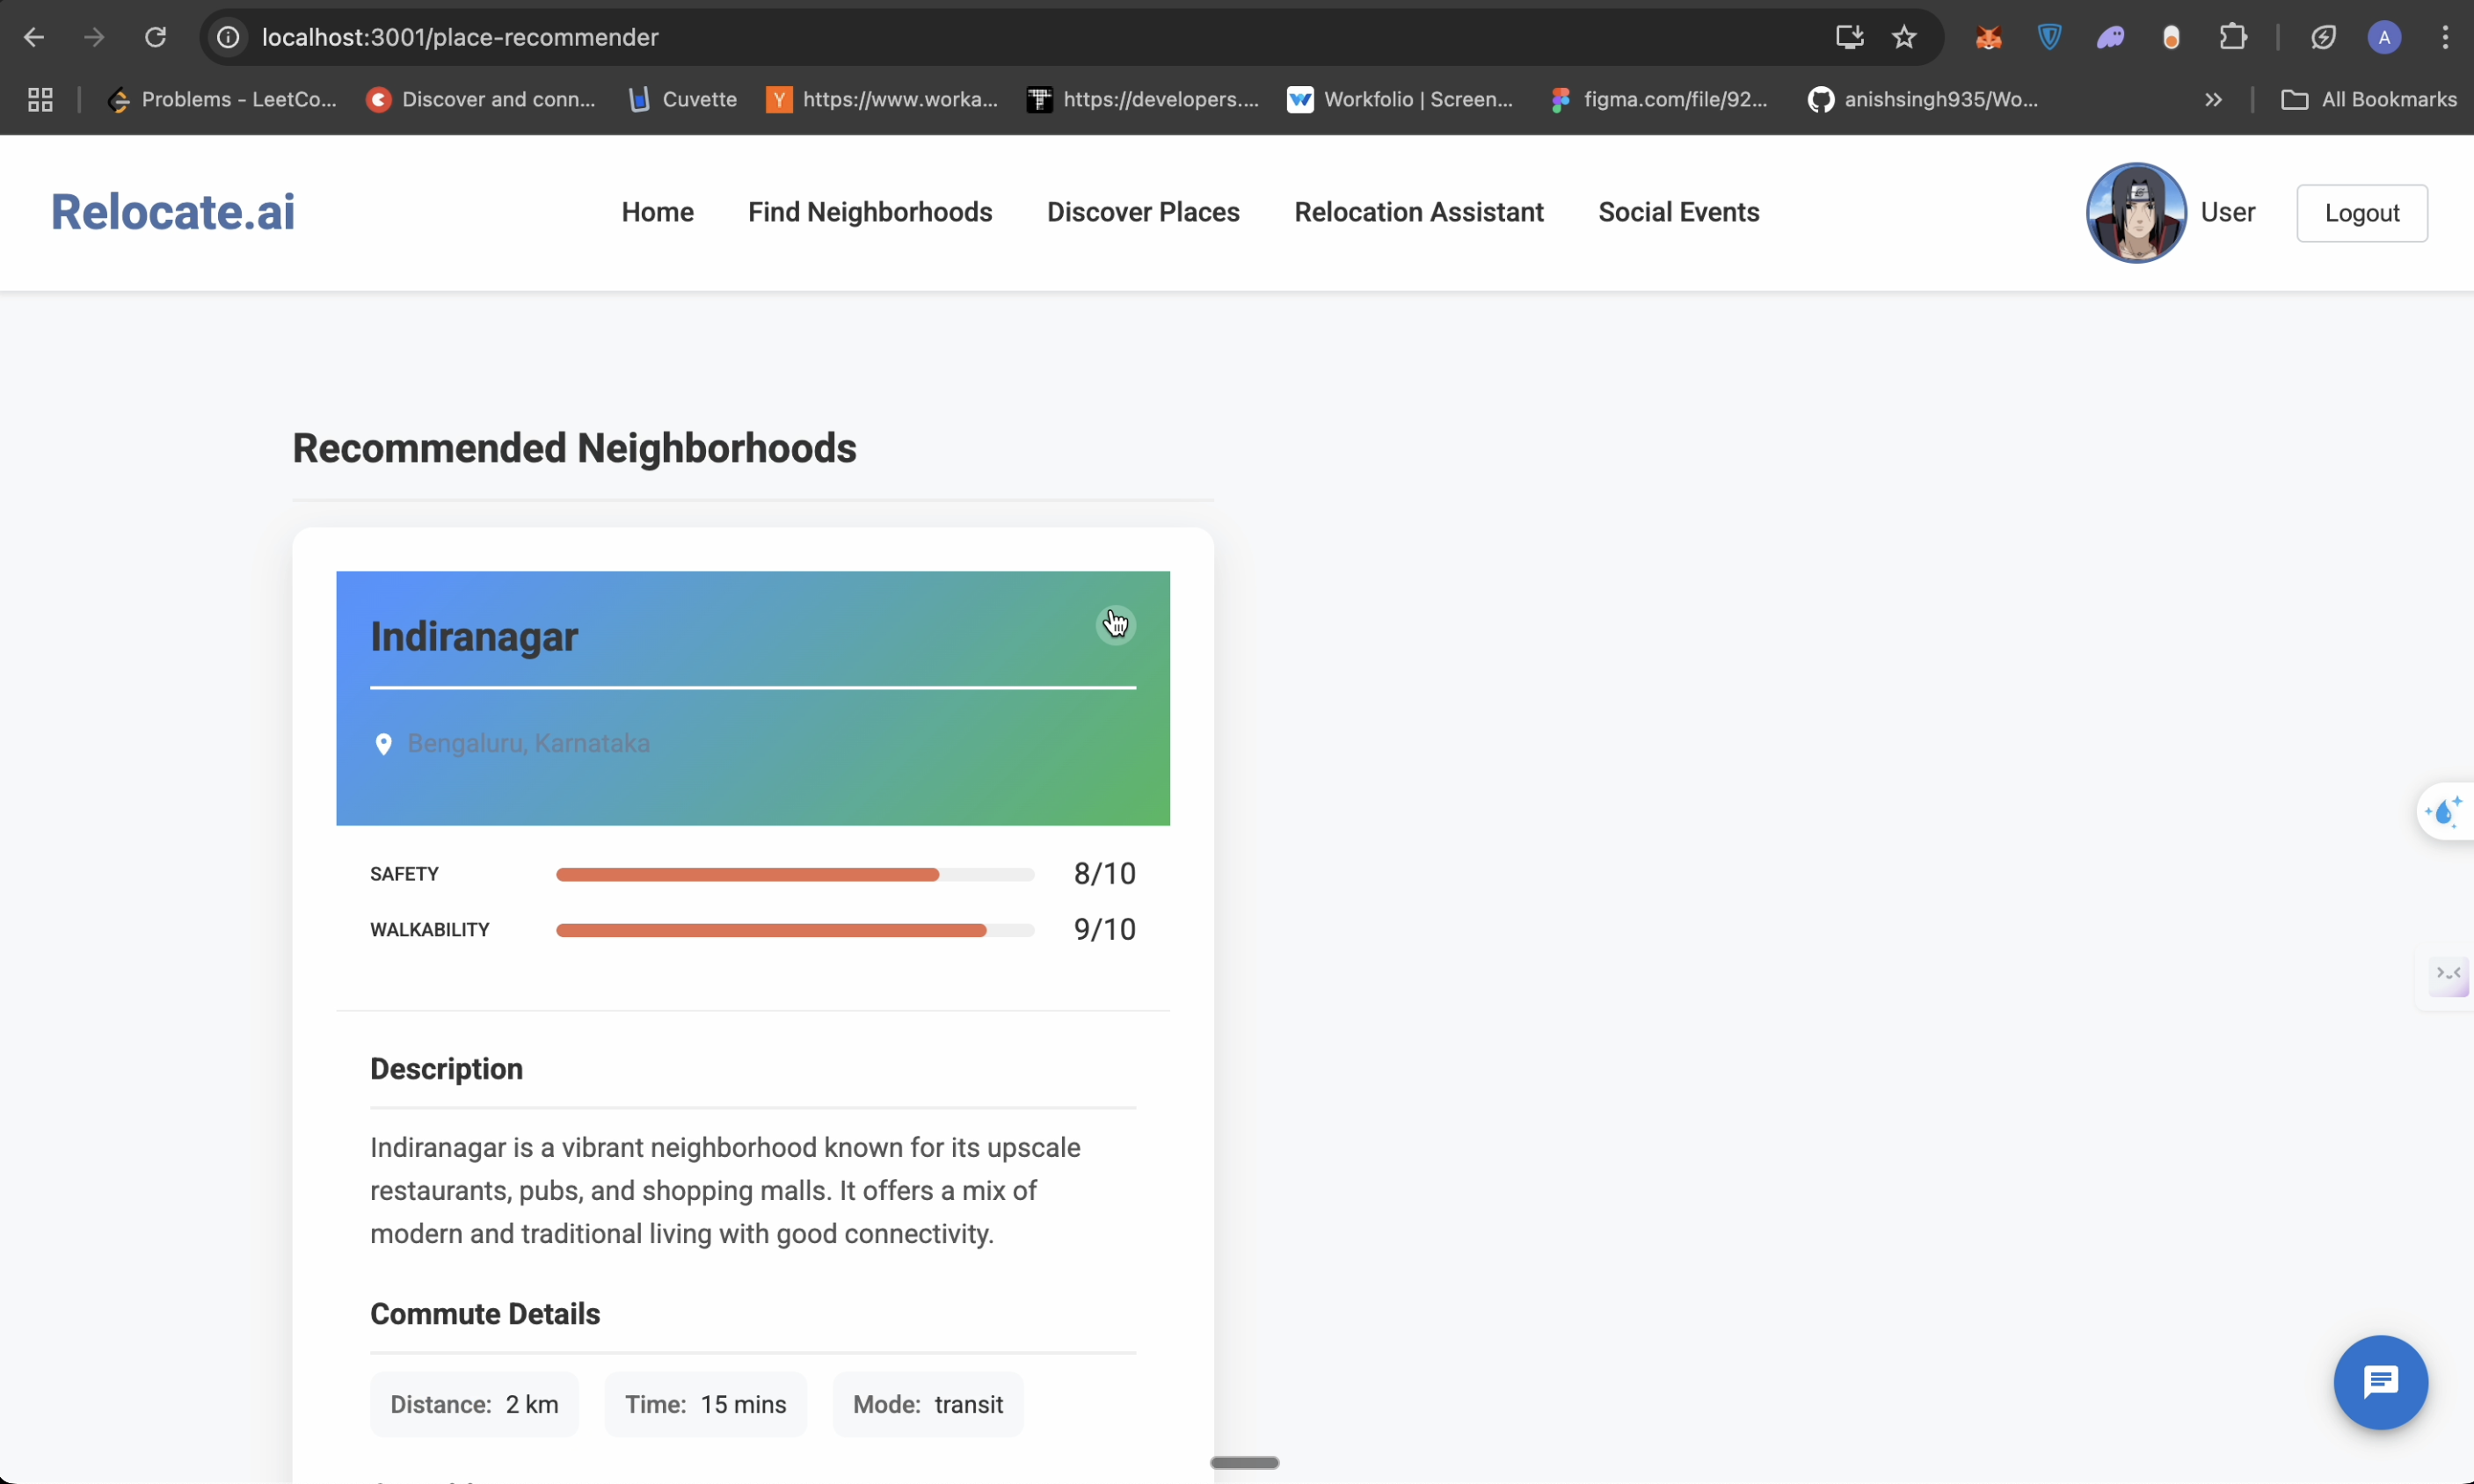 localhost:3001/place-recommender
A
Problems - LeetCo...
Discover and conn...
Cuvette
https://www.worka...
https://developers....
Workfolio | Screen...
figma.com/file/92...
anishsingh935/Wo...
All Bookmarks
Relocate.ai
Home
Find Neighborhoods
Discover Places
Relocation Assistant
Social Events
User
Logout
Recommended Neighborhoods
Indiranagar
Bengaluru, Karnataka
SAFETY 8/10
WALKABILITY 9/10
Description
Indiranagar is a vibrant neighborhood known for its upscale
restaurants, pubs, and shopping malls. It offers a mix of
modern and traditional living with good connectivity.
Commute Details
Distance: 2 km
Time: 15 mins
Mode: transit